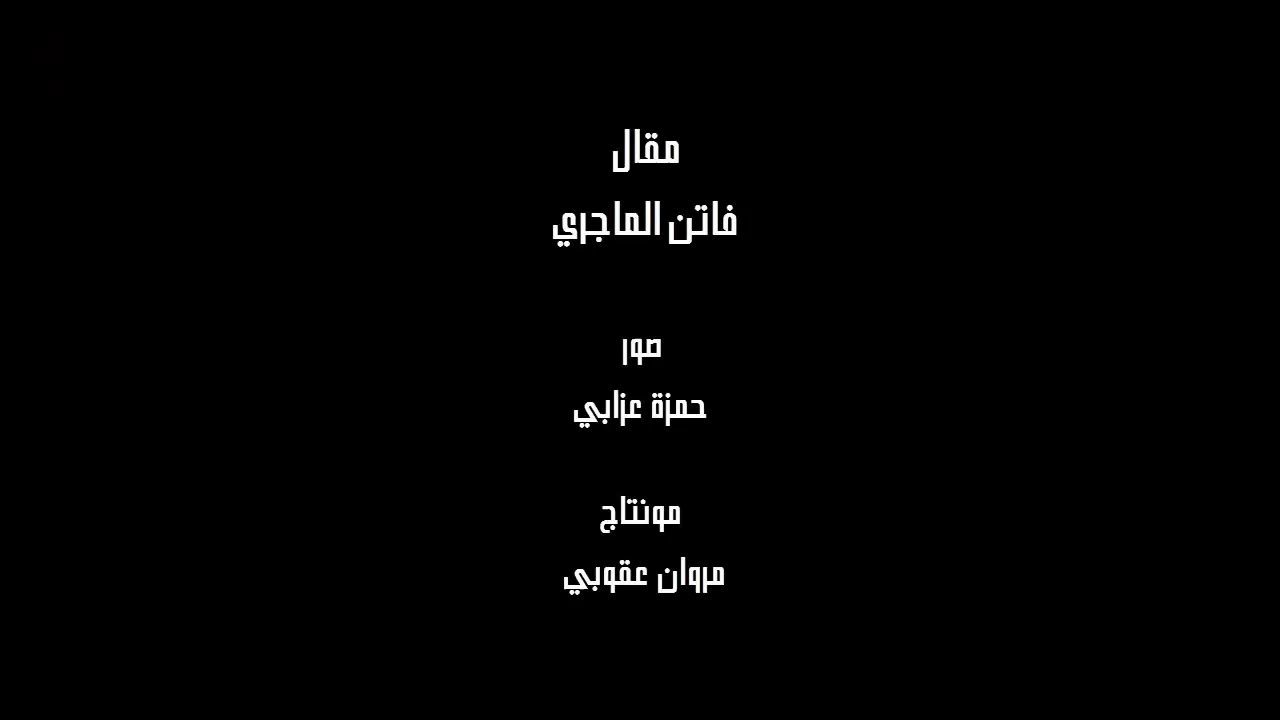 مقال
فاتن الماجري
صور
حمزة عزابي
مونتاج
مروان عقوبي